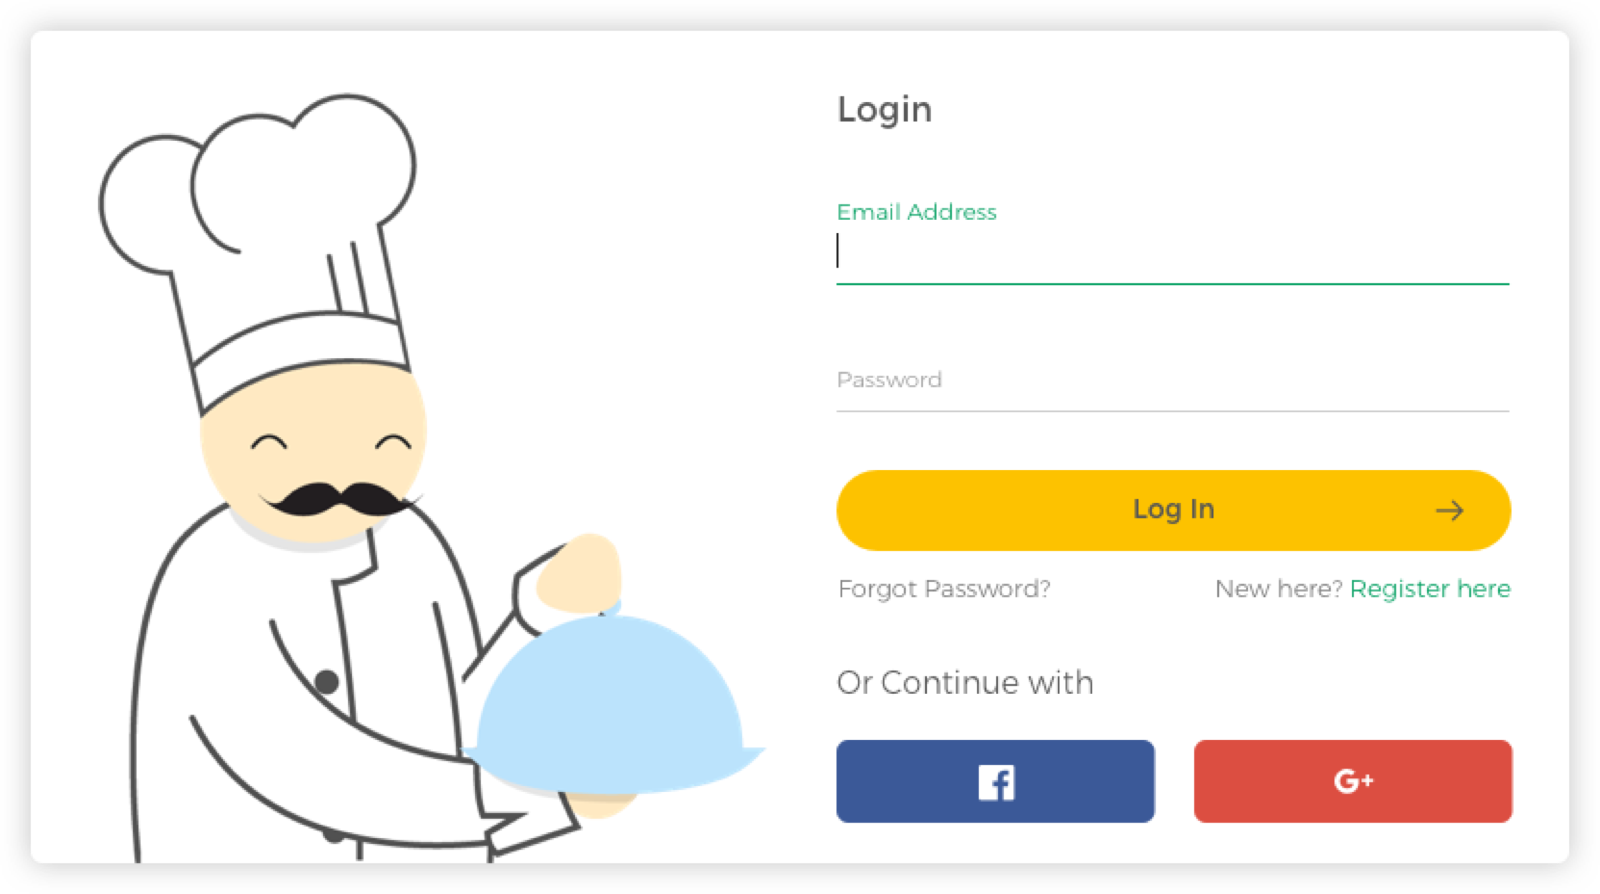 Login
Email Address
Password
Log In
Forgot Password? New here? Register here
Or Continue with
G+